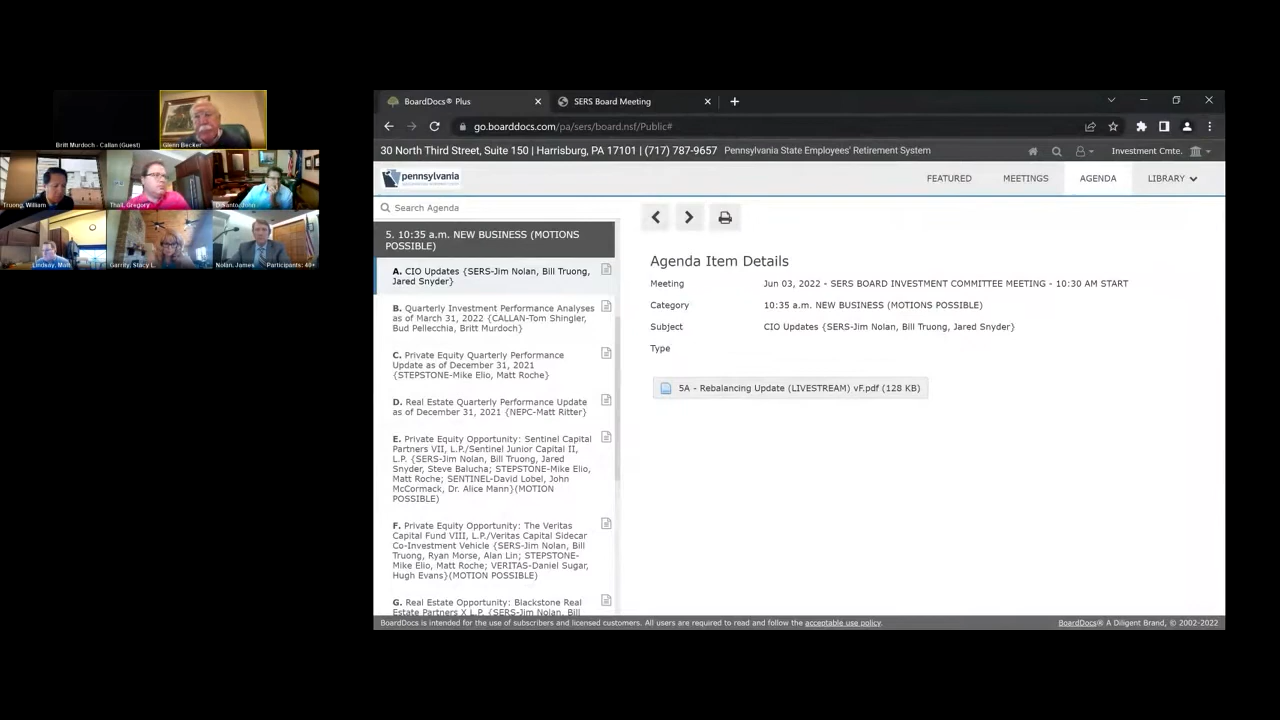 Britt Murdoch - Callan (Guest)
Glenn Becker
Truong, William
Thall, Gregory
DiSanto, John
Lindsay, Matt
Garrity, Stacy L.
Nolan, James
Participants: 40+
BoardDocs® Plus
SERS Board Meeting
go.boarddocs.com/pa/sers/board.nsf/Public#
30 North Third Street, Suite 150 | Harrisburg, PA 17101 | (717) 787-9657
Pennsylvania State Employees' Retirement System
Investment Cmte.
pennsylvania
FEATURED
MEETINGS
AGENDA
LIBRARY
Search Agenda
5. 10:35 a.m. NEW BUSINESS (MOTIONS
POSSIBLE)
A. CIO Updates {SERS-Jim Nolan, Bill Truong,
Jared Snyder}
B. Quarterly Investment Performance Analyses
as of March 31, 2022 {CALLAN-Tom Shingler,
Bud Pellecchia, Britt Murdoch}
C. Private Equity Quarterly Performance
Update as of December 31, 2021
{STEPSTONE-Mike Elio, Matt Roche}
D. Real Estate Quarterly Performance Update
as of December 31, 2021 {NEPC-Matt Ritter}
E. Private Equity Opportunity: Sentinel Capital
Partners VII, L.P./Sentinel Junior Capital II,
L.P. {SERS-Jim Nolan, Bill Truong, Jared
Snyder, Steve Balucha; STEPSTONE-Mike Elio,
Matt Roche; SENTINEL-David Lobel, John
McCormack, Dr. Alice Mann}(MOTION
POSSIBLE)
F. Private Equity Opportunity: The Veritas
Capital Fund VIII, L.P./Veritas Capital Sidecar
Co-Investment Vehicle {SERS-Jim Nolan, Bill
Truong, Ryan Morse, Alan Lin; STEPSTONE-
Mike Elio, Matt Roche; VERITAS-Daniel Sugar,
Hugh Evans}(MOTION POSSIBLE)
G. Real Estate Opportunity: Blackstone Real
Estate Partners X L.P. {SERS-Jim Nolan, Bill
Agenda Item Details
Meeting Jun 03, 2022 - SERS BOARD INVESTMENT COMMITTEE MEETING - 10:30 AM START
Category 10:35 a.m. NEW BUSINESS (MOTIONS POSSIBLE)
Subject CIO Updates {SERS-Jim Nolan, Bill Truong, Jared Snyder}
Type
5A - Rebalancing Update (LIVESTREAM) vF.pdf (128 KB)
BoardDocs is intended for the use of subscribers and licensed customers. All users are required to read and follow the acceptable use policy.
BoardDocs® A Diligent Brand, © 2002-2022